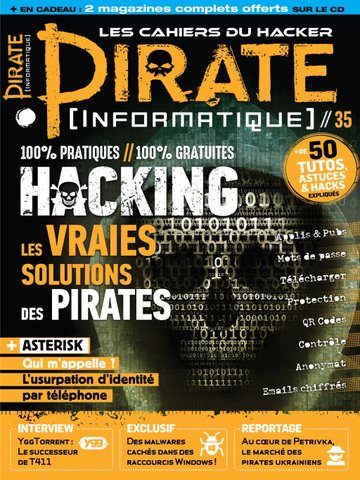 + EN CADEAU : 2 magazines complets offerts SUR LE CD
LES CAHIERS DU HACKER
PIRATE
[INFORMATIQUE] // 35
PIRATE
[INFORMATIQUE]
100% PRATIQUES // 100% GRATUITES
+ DE 50
TUTOS,
ASTUCES
& HACKS
EXPLIQUÉS
HACKING
LES VRAIES
SOLUTIONS
DES PIRATES
Applis & Pubs
Mots de passe
Télécharger
Protection
QR Codes
Contrôle
Anonymat
Emails chiffrés
+ ASTERISK
Qui m'appelle ?
L'usurpation d'identité
par téléphone
INTERVIEW
YggTorrent :
Le successeur
de T411
ygg
EXCLUSIF
Des malwares
cachés dans des
raccourcis Windows !
REPORTAGE
Au cœur de Petrivka,
le marché des
pirates ukrainiens